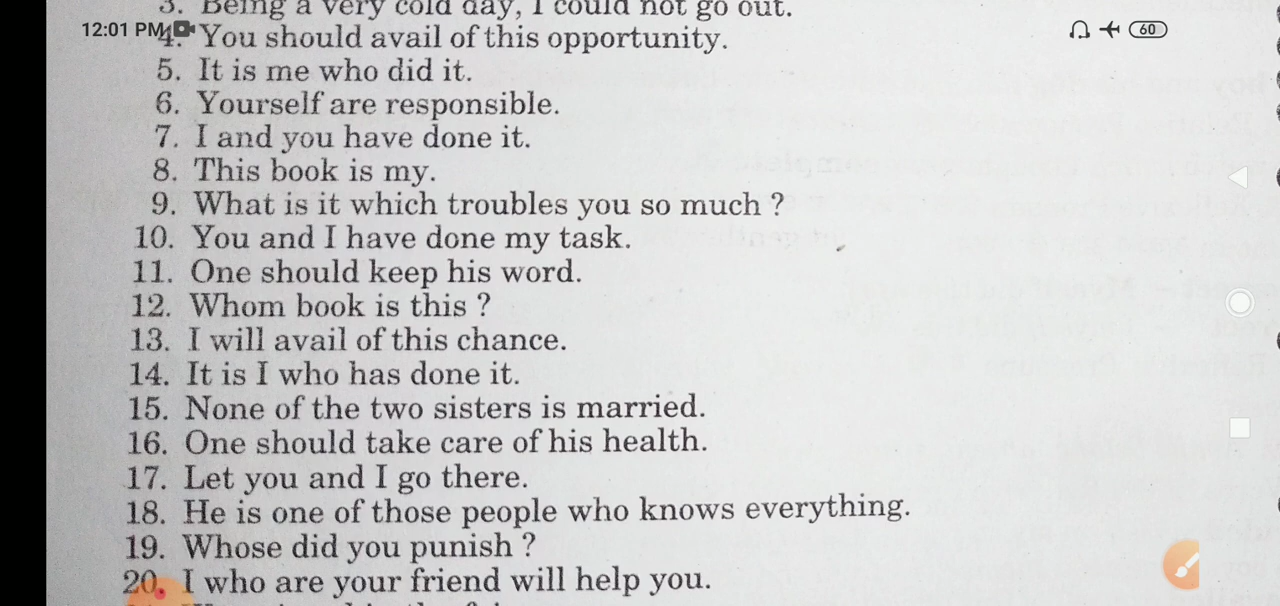 3. Being a very cold day, I could not go out.
12:01 PM
60
4. You should avail of this opportunity.
5. It is me who did it.
6. Yourself are responsible.
7. I and you have done it.
8. This book is my.
9. What is it which troubles you so much ?
10. You and I have done my task.
11. One should keep his word.
12. Whom book is this ?
13. I will avail of this chance.
14. It is I who has done it.
15. None of the two sisters is married.
16. One should take care of his health.
17. Let you and I go there.
18. He is one of those people who knows everything.
19. Whose did you punish ?
20. I who are your friend will help you.